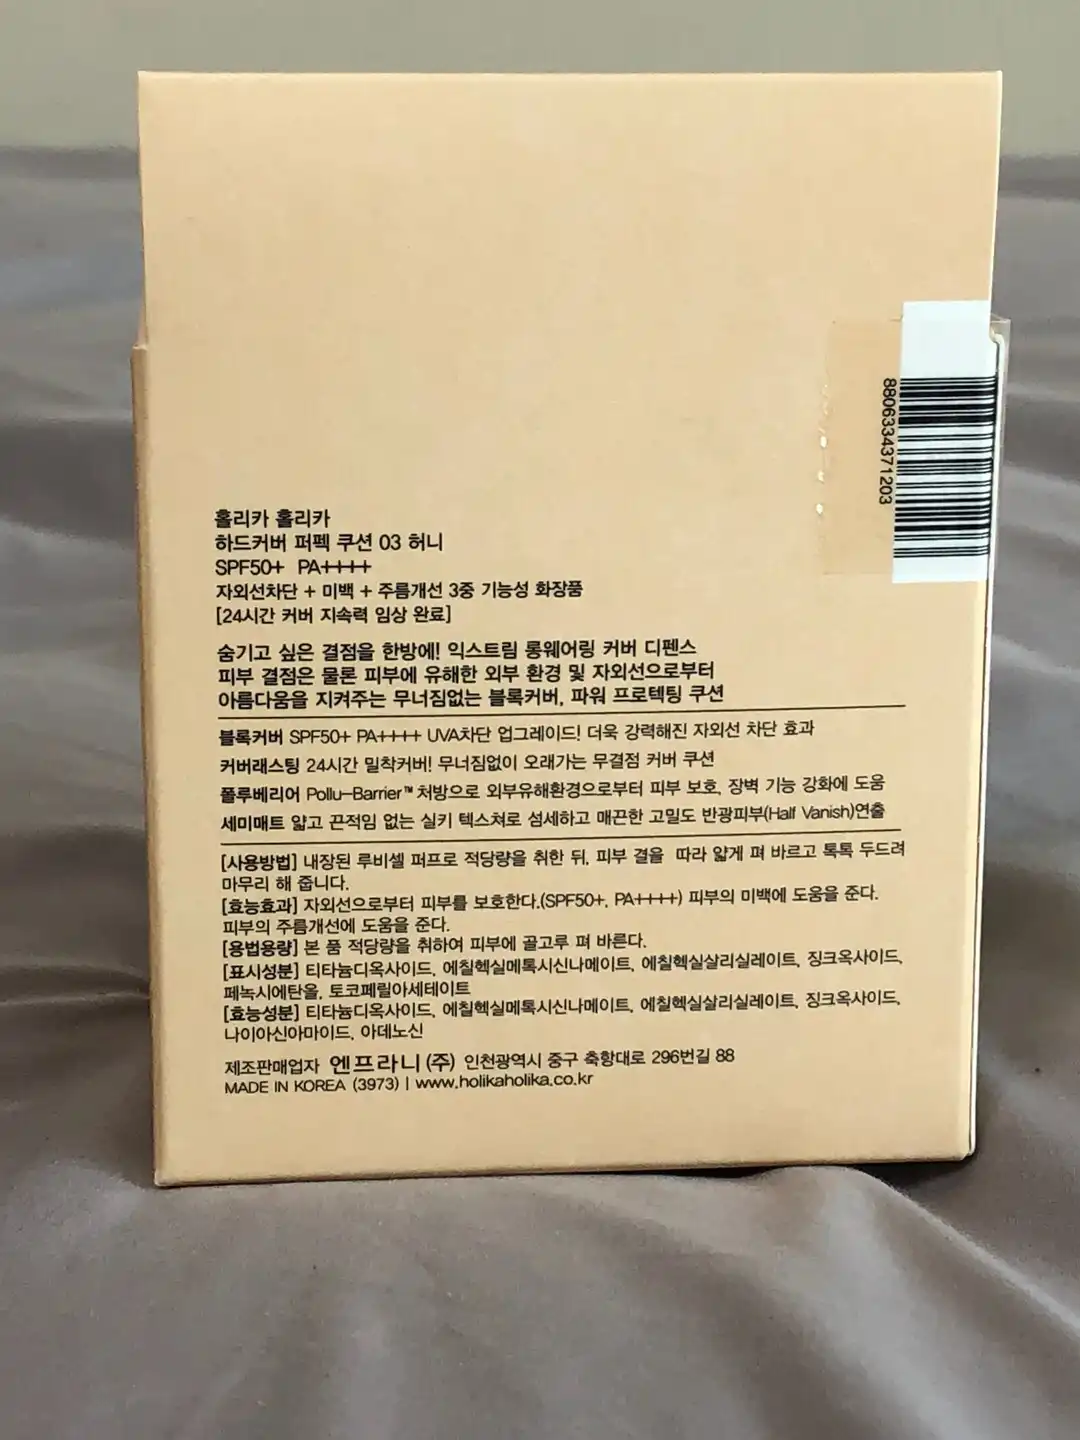 8806334371203
홀리카 홀리카
하드커버 퍼펙 쿠션 03 허니
SPF50+ PA++++
자외선차단 + 미백 + 주름개선 3중 기능성 화장품
[24시간 커버 지속력 임상 완료]
숨기고 싶은 결점을 한방에! 익스트림 롱웨어링 커버 디펜스
피부 결점은 물론 피부에 유해한 외부 환경 및 자외선으로부터
아름다움을 지켜주는 무너짐없는 블록커버, 파워 프로텍팅 쿠션
블록커버 SPF50+ PA++++ UVA차단 업그레이드! 더욱 강력해진 자외선 차단 효과
커버래스팅 24시간 밀착커버! 무너짐없이 오래가는 무결점 커버 쿠션
폴루베리어 Pollu-Barrier™ 처방으로 외부유해환경으로부터 피부 보호, 장벽 기능 강화에 도움
세미매트 얇고 끈적임 없는 실키 텍스쳐로 섬세하고 매끈한 고밀도 반광피부(Half Vanish)연출
[사용방법] 내장된 루비셀 퍼프로 적당량을 취한 뒤, 피부 결을 따라 얇게 펴 바르고 톡톡 두드려
마무리 해 줍니다.
[효능효과] 자외선으로부터 피부를 보호한다.(SPF50+, PA++++) 피부의 미백에 도움을 준다.
피부의 주름개선에 도움을 준다.
[용법용량] 본 품 적당량을 취하여 피부에 골고루 펴 바른다.
[표시성분] 티타늄디옥사이드, 에칠헥실메톡시신나메이트, 에칠헥실살리실레이트, 징크옥사이드,
페녹시에탄올, 토코페릴아세테이트
[효능성분] 티타늄디옥사이드, 에칠헥실메톡시신나메이트, 에칠헥실살리실레이트, 징크옥사이드,
나이아신아마이드, 아데노신
제조판매업자 엔프라니(주) 인천광역시 중구 축항대로 296번길 88
MADE IN KOREA (3973) | www.holikaholika.co.kr